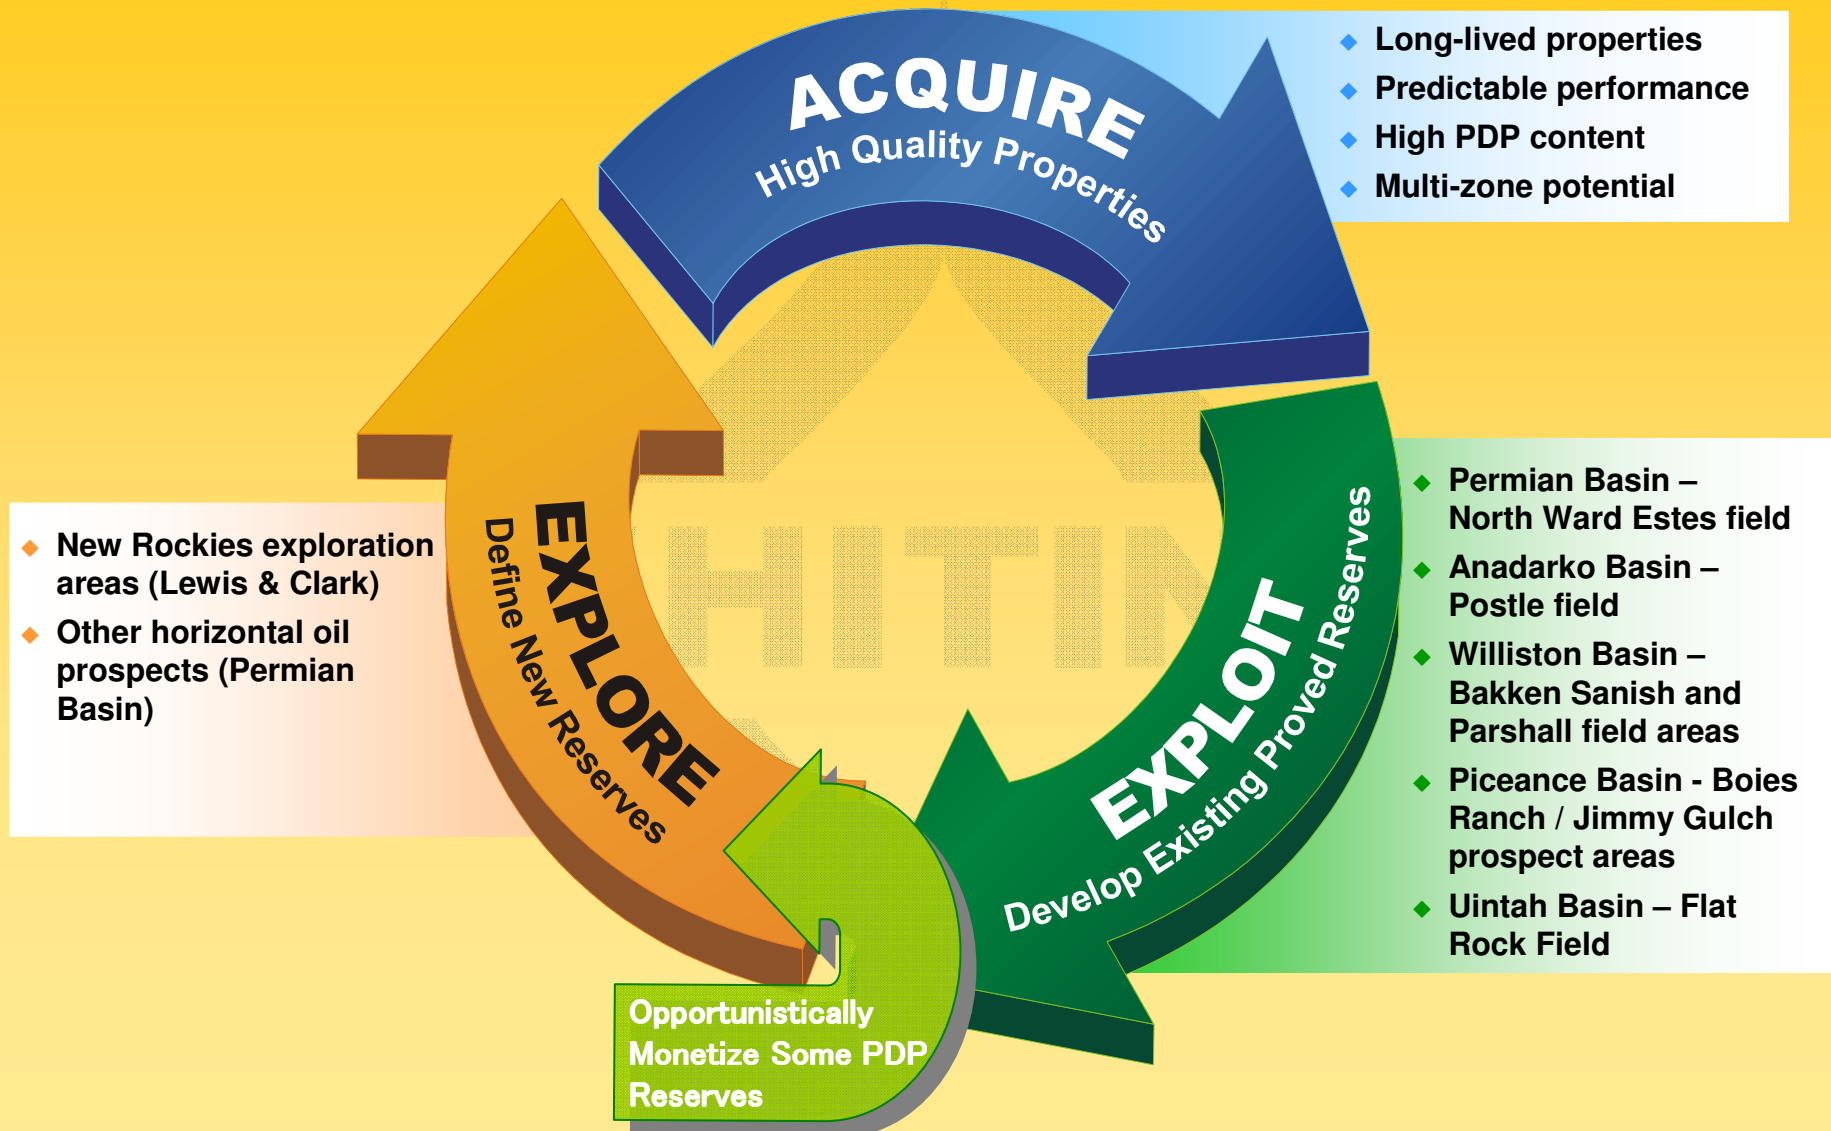 ACQUIRE
High Quality Properties
Long-lived properties
Predictable performance
High PDP content
Multi-zone potential
EXPLOIT
Develop Existing Proved Reserves
Permian Basin –
North Ward Estes field
Anadarko Basin –
Postle field
Williston Basin –
Bakken Sanish and
Parshall field areas
Piceance Basin - Boies
Ranch / Jimmy Gulch
prospect areas
Uintah Basin – Flat
Rock Field
EXPLORE
Define New Reserves
New Rockies exploration
areas (Lewis & Clark)
Other horizontal oil
prospects (Permian
Basin)
Opportunistically
Monetize Some PDP
Reserves
HITIN